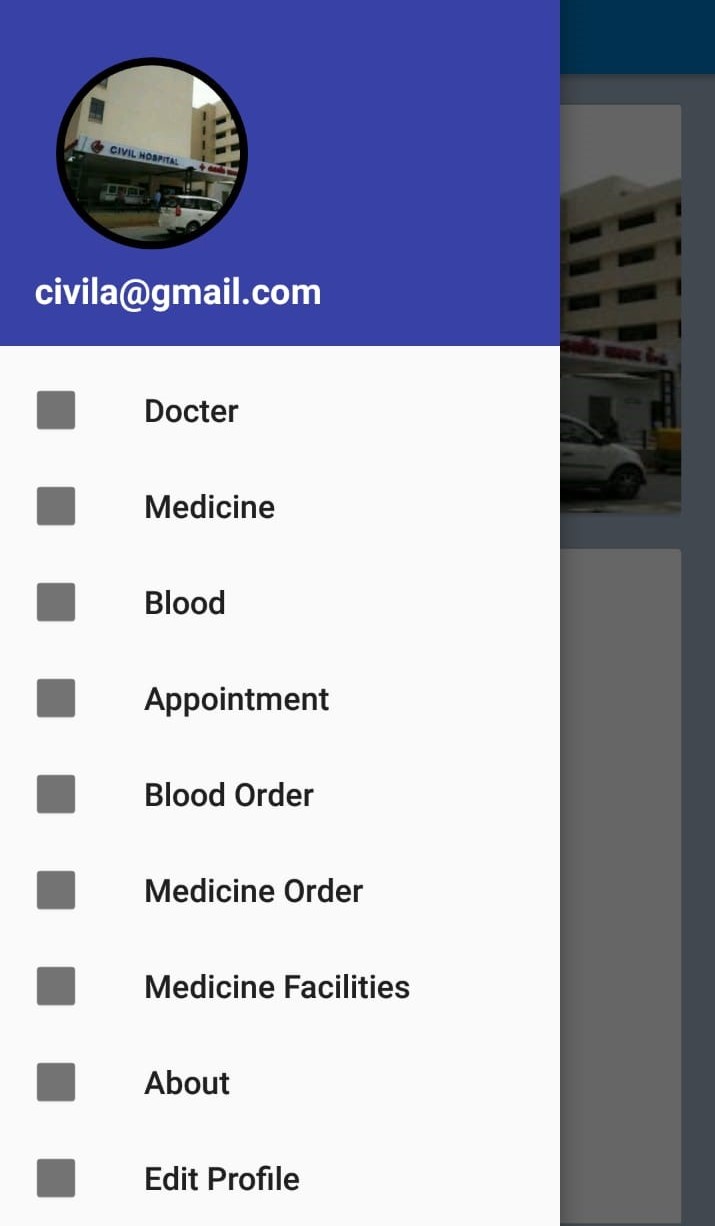 CIVIL HOSPITAL
civila@gmail.com
Docter
Medicine
Blood
Appointment
Blood Order
Medicine Order
Medicine Facilities
About
Edit Profile